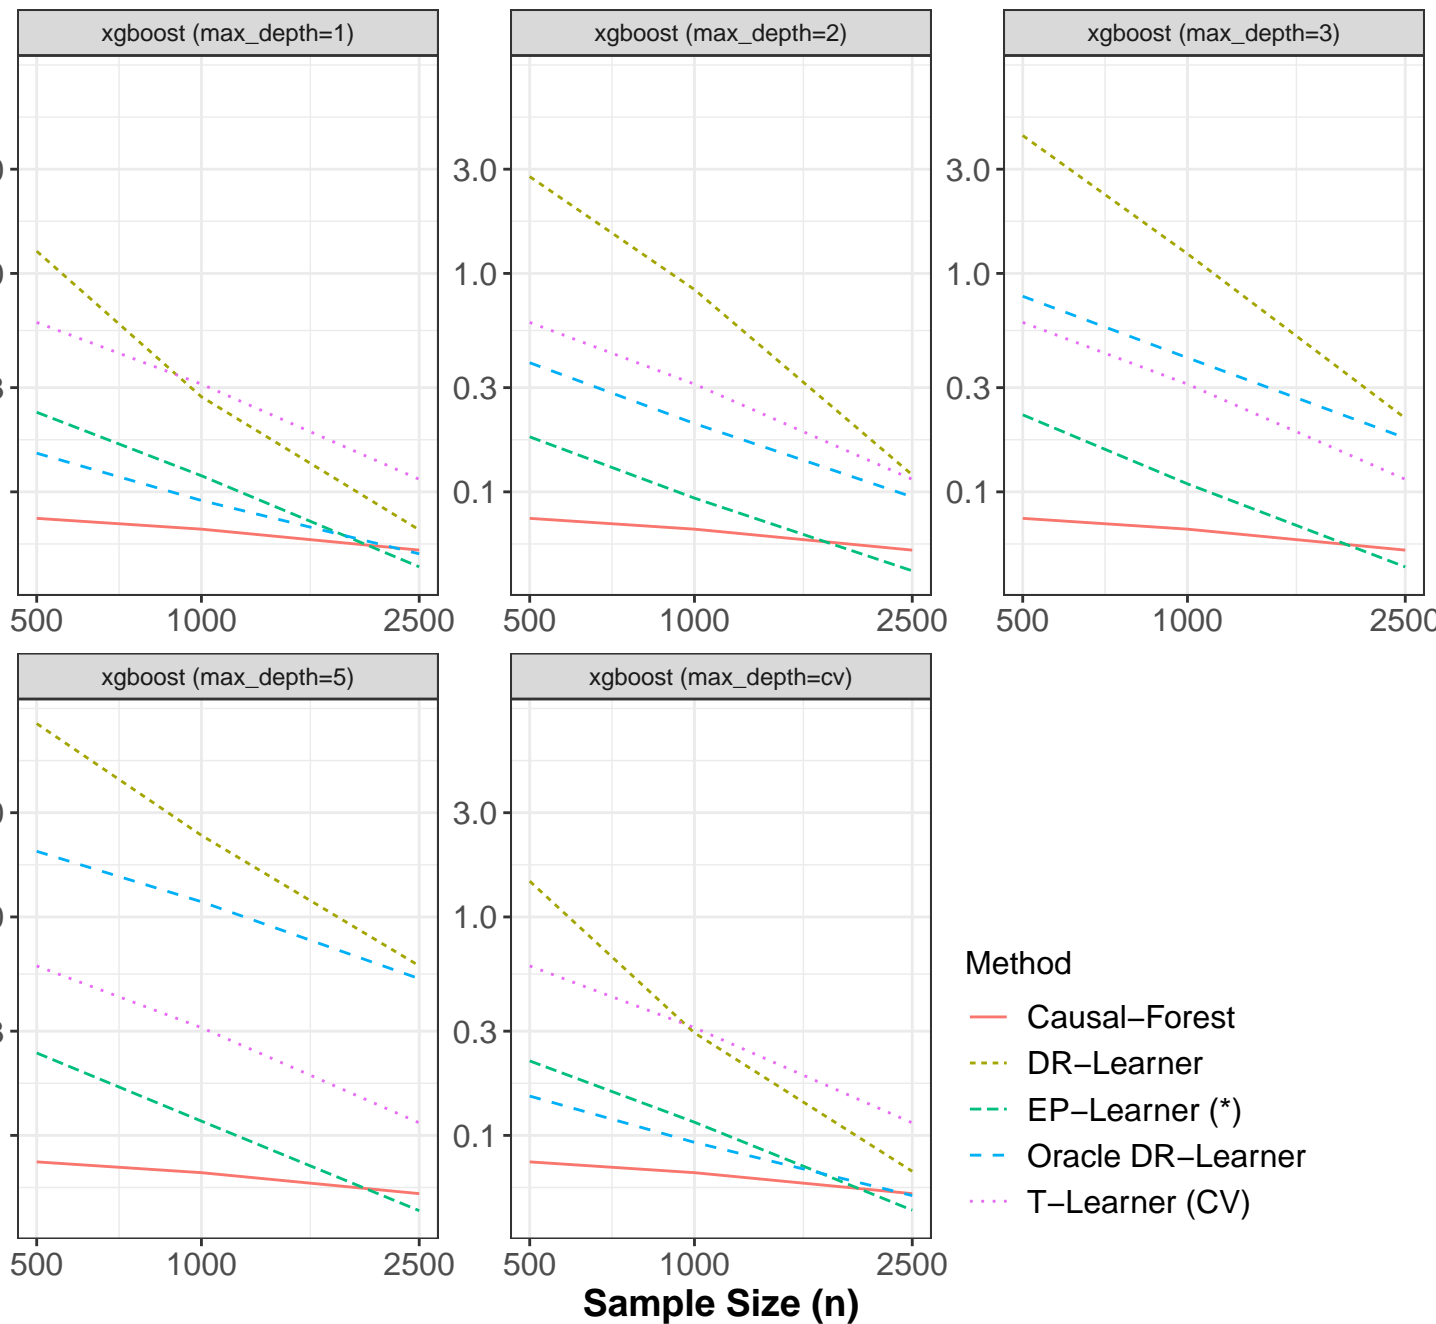 xgboost (max_depth=1) xgboost (max_depth=2) xgboost (max_depth=3)
3.0 3.0
1.0 1.0
0.3 0.3
0.1 0.1
500 1000 2500 500 1000 2500 500 1000 2500
xgboost (max_depth=5) xgboost (max_depth=cv)
3.0
1.0
0.3
0.1
500 1000 2500 500 1000 2500
Method
Causal−Forest
DR−Learner
EP−Learner (*)
Oracle DR−Learner
T−Learner (CV)
Sample Size (n)